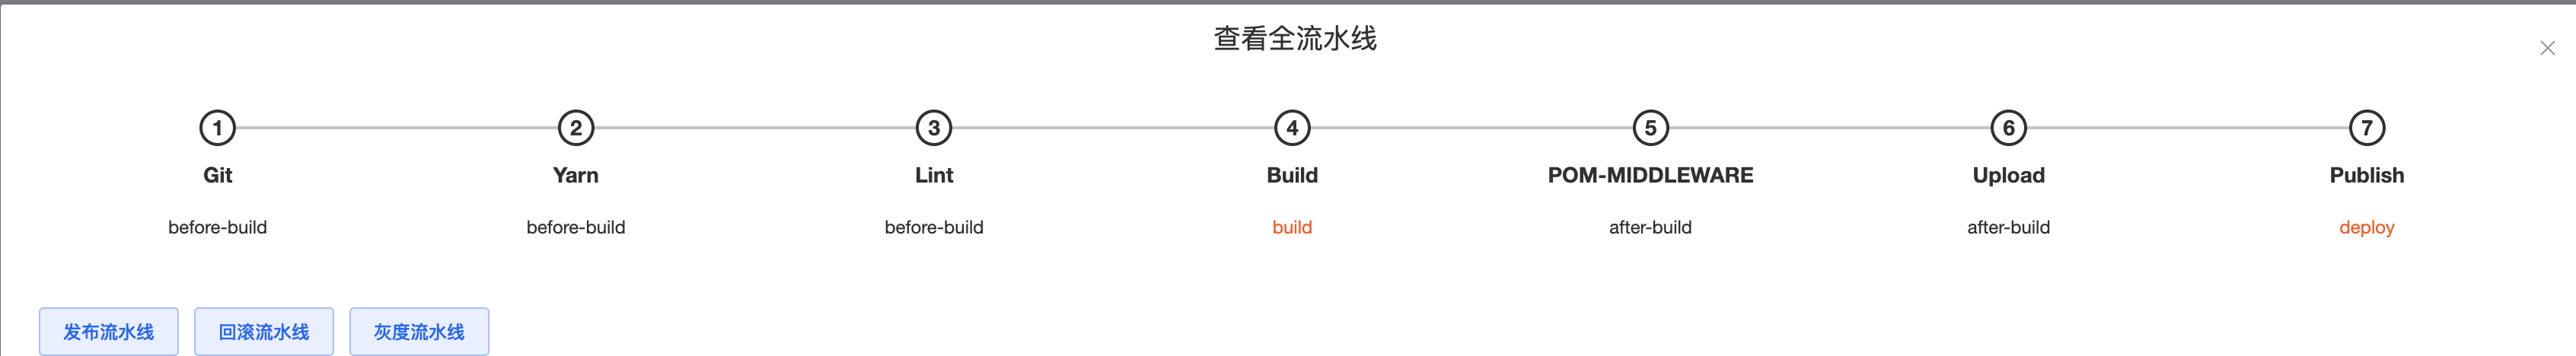 查看全流水线
1 2 3 4 5 6 7
Git Yarn Lint Build POM-MIDDLEWARE Upload Publish
before-build before-build before-build build after-build after-build deploy
发布流水线 回滚流水线 灰度流水线